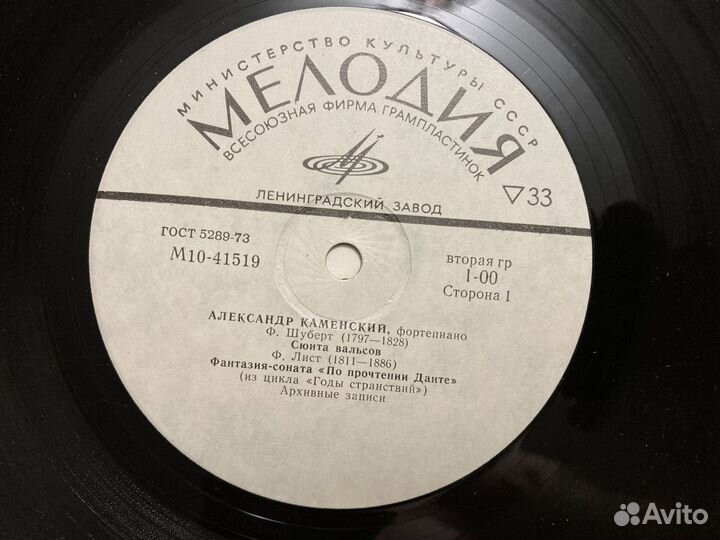 МИНИСТЕРСТВО КУЛЬТУРЫ СССР
МЕЛОДИЯ
ВСЕСОЮЗНАЯ ФИРМА ГРАМПЛАСТИНОК
ЛЕНИНГРАДСКИЙ ЗАВОД
▽33
ГОСТ 5289-73
М10-41519
вторая гр
1-00
Сторона 1
АЛЕКСАНДР КАМЕНСКИЙ, фортепиано
Ф. Шуберт (1797—1828)
Сюита вальсов
Ф. Лист (1811—1886)
Фантазия-соната «По прочтении Данте»
(из цикла «Годы странствий»)
Архивные записи
Avito